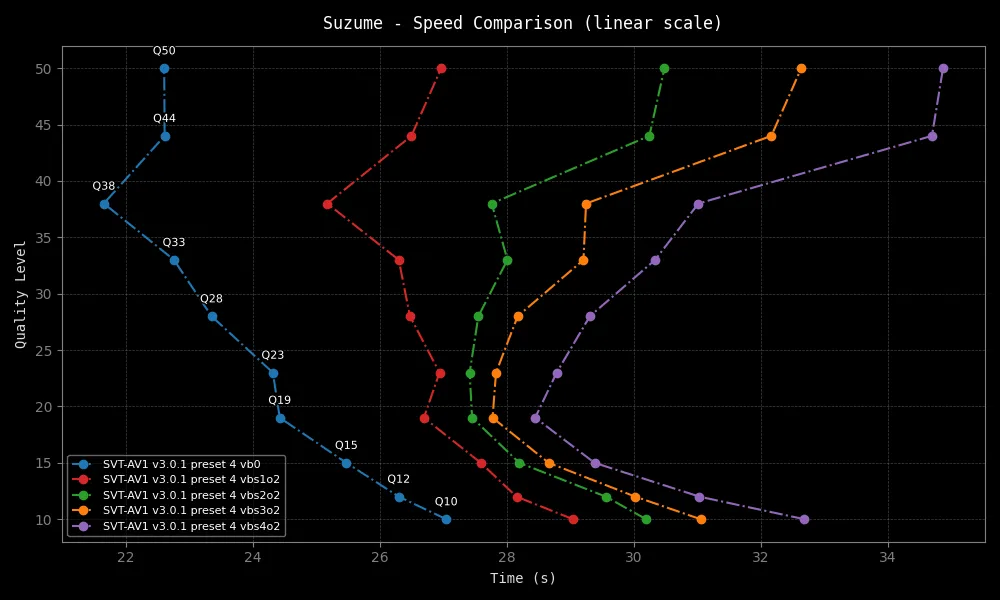 Suzume - Speed Comparison (linear scale)
Q50
50
45
Q44
40
Q38
35
Q33
30
Q28
25
Q23
20
Q19
15
Q15
10
Q12
Q10
Quality Level
SVT-AV1 v3.0.1 preset 4 vb0
SVT-AV1 v3.0.1 preset 4 vbs1o2
SVT-AV1 v3.0.1 preset 4 vbs2o2
SVT-AV1 v3.0.1 preset 4 vbs3o2
SVT-AV1 v3.0.1 preset 4 vbs4o2
22 24 26 28 30 32 34
Time (s)